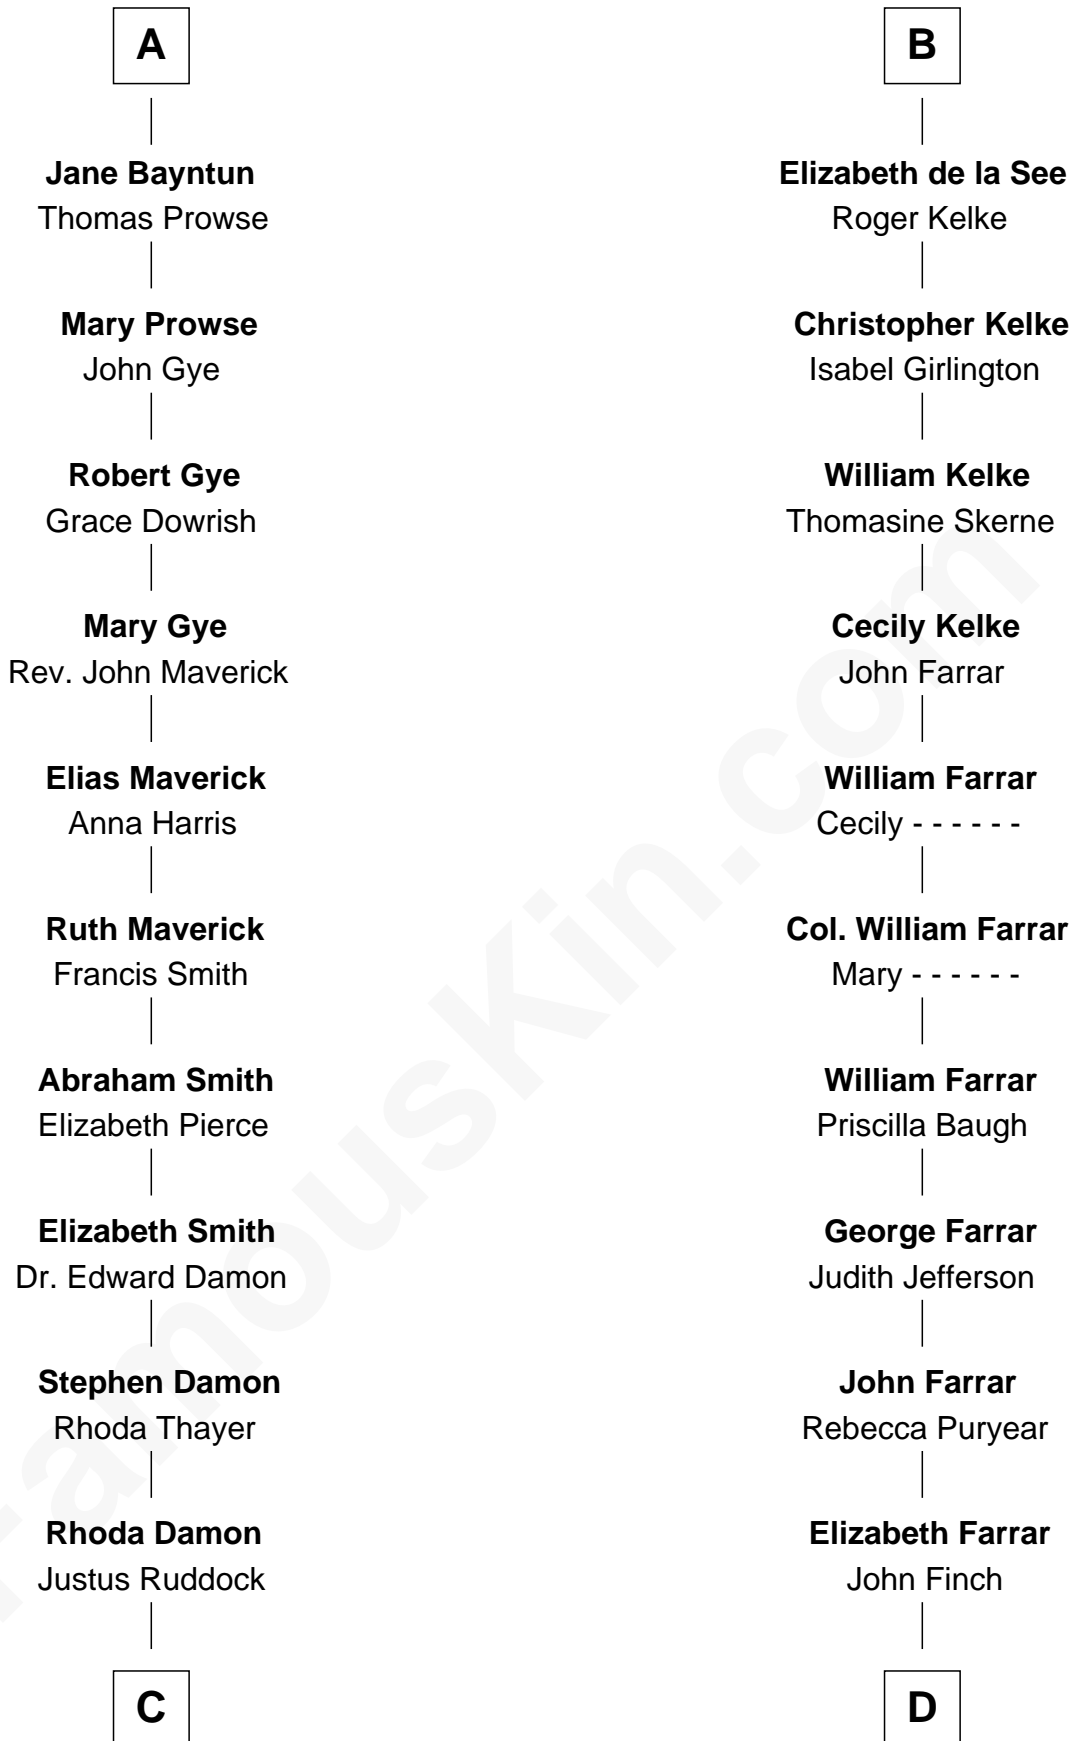 A
Jane Bayntun
Thomas Prowse
Mary Prowse
John Gye
Robert Gye
Grace Dowrish
Mary Gye
Rev. John Maverick
Elias Maverick
Anna Harris
Ruth Maverick
Francis Smith
Abraham Smith
Elizabeth Pierce
Elizabeth Smith
Dr. Edward Damon
Stephen Damon
Rhoda Thayer
Rhoda Damon
Justus Ruddock
C
B
Elizabeth de la See
Roger Kelke
Christopher Kelke
Isabel Girlington
William Kelke
Thomasine Skerne
Cecily Kelke
John Farrar
William Farrar
Cecily - - - - - -
Col. William Farrar
Mary - - - - - -
William Farrar
Priscilla Baugh
George Farrar
Judith Jefferson
John Farrar
Rebecca Puryear
Elizabeth Farrar
John Finch
D
FamousKin.com